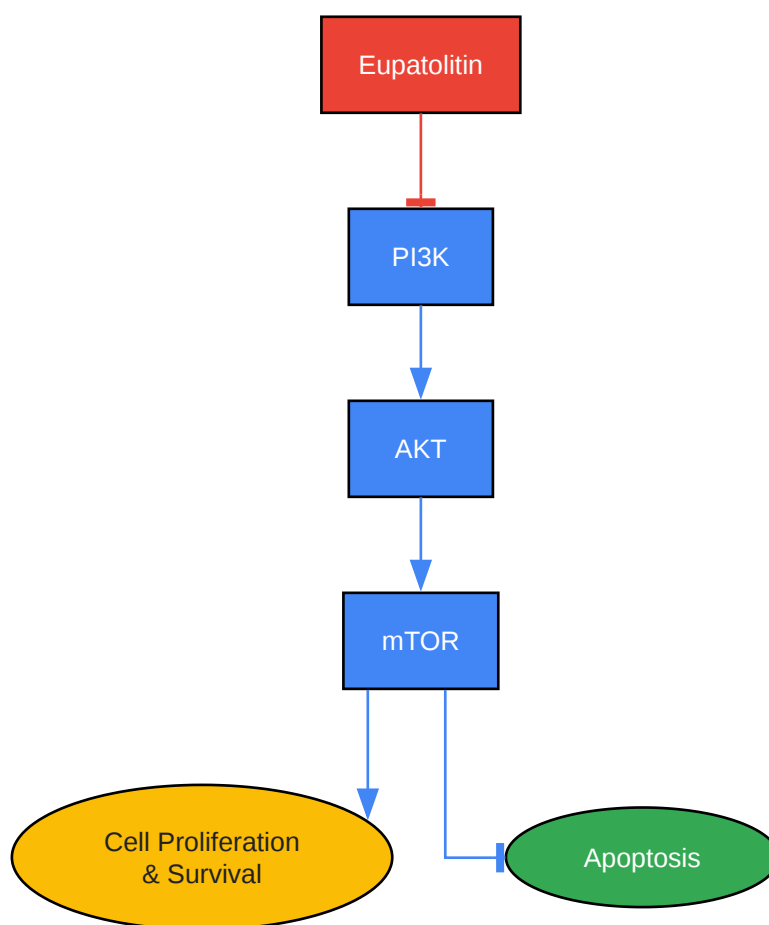 Eupatolitin
PI3K
AKT
mTOR
Cell Proliferation
& Survival
Apoptosis